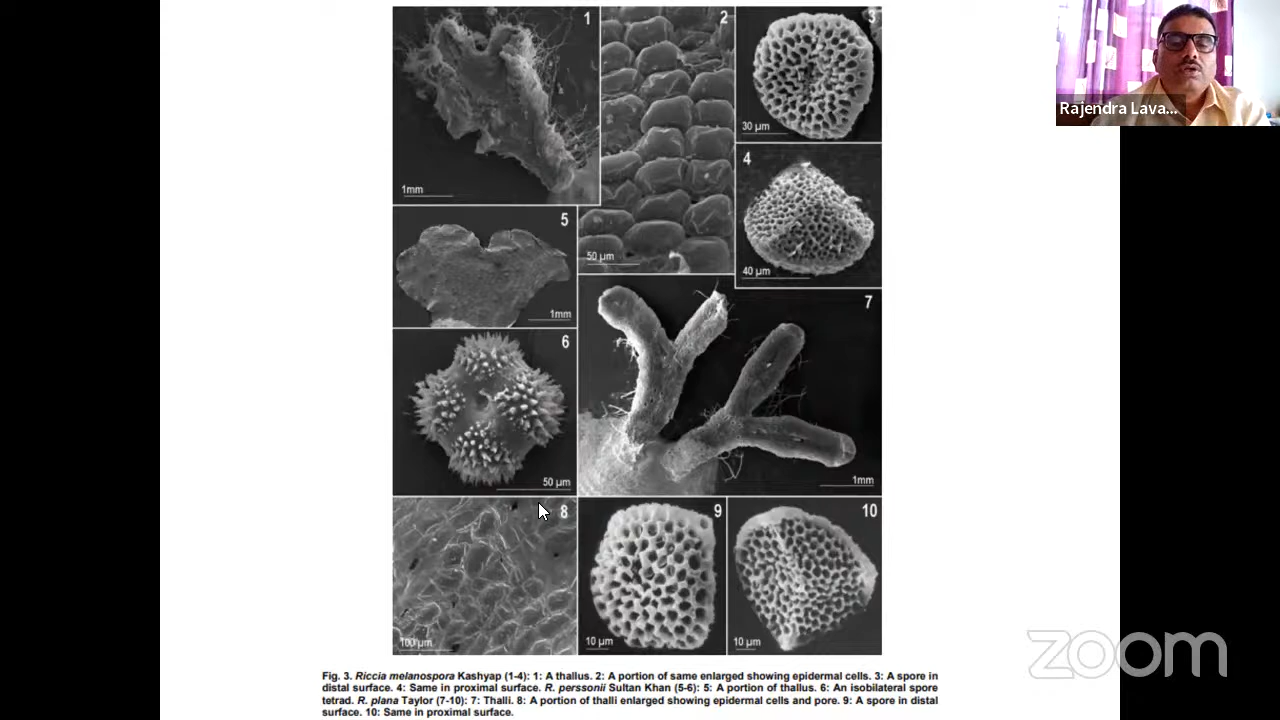 1
2
3
30 µm
Rajendra Lava...
4
1mm
5
50 µm
40 µm
1mm
7
6
50 µm
1mm
8
9
10
100 µm
10 µm
10 µm
zoom
Fig. 3. Riccia melanospora Kashyap (1-4): 1: A thallus. 2: A portion of same enlarged showing epidermal cells. 3: A spore in
distal surface. 4: Same in proximal surface. R. perssonii Sultan Khan (5-6): 5: A portion of thallus. 6: An isobilateral spore
tetrad. R. plana Taylor (7-10): 7: Thalli. 8: A portion of thalli enlarged showing epidermal cells and pore. 9: A spore in distal
surface. 10: Same in proximal surface.